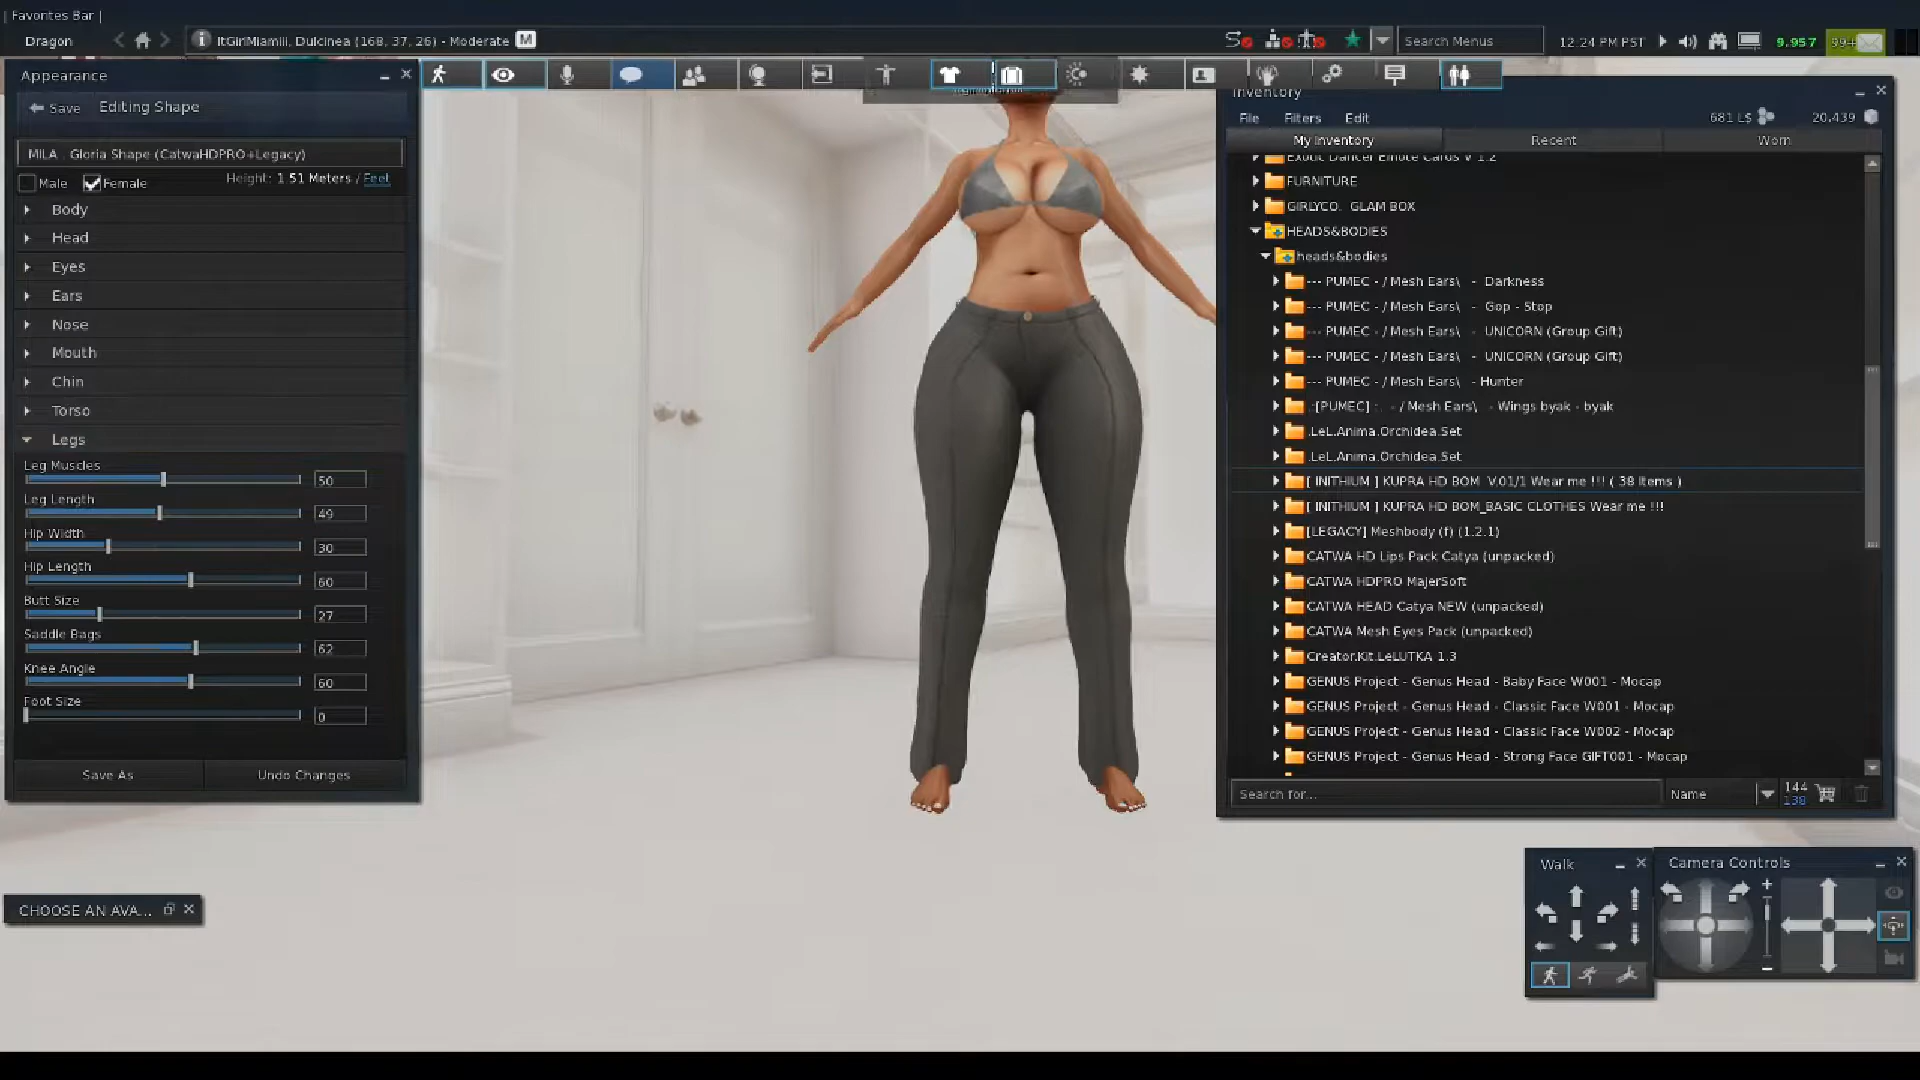 | Favorites Bar |
Dragon
ItGirlMiamiii, Dulcinea (168, 37, 26) - Moderate M
Search Menus
12:24 PM PST
9.957
99+
Appearance
Save Editing Shape
MILA . Gloria Shape (CatwaHDPRO+Legacy)
Male Female Height: 1.51 Meters / Feet
Body
Head
Eyes
Ears
Nose
Mouth
Chin
Torso
Legs
Leg Muscles
50
Leg Length
49
Hip Width
30
Hip Length
60
Butt Size
27
Saddle Bags
62
Knee Angle
60
Foot Size
0
Save As Undo Changes
CHOOSE AN AVA...
Inventory
File Filters Edit 681 L$ 20,439
My Inventory Recent Worn
Exotic Dancer Emote Cards V 1.2
FURNITURE
GIRLYCO. GLAM BOX
HEADS&BODIES
heads&bodies
--- PUMEC - / Mesh Ears\ - Darkness
--- PUMEC - / Mesh Ears\ - Gop - Stop
--- PUMEC - / Mesh Ears\ - UNICORN (Group Gift)
--- PUMEC - / Mesh Ears\ - UNICORN (Group Gift)
--- PUMEC - / Mesh Ears\ - Hunter
.:[PUMEC] : - / Mesh Ears\ - Wings byak - byak
.LeL.Anima.Orchidea.Set
.LeL.Anima.Orchidea.Set
[ INITHIUM ] KUPRA HD BOM V.01/1 Wear me !!! ( 38 Items )
[ INITHIUM ] KUPRA HD BOM_BASIC CLOTHES Wear me !!!
[LEGACY] Meshbody (f) (1.2.1)
CATWA HD Lips Pack Catya (unpacked)
CATWA HDPRO MajerSoft
CATWA HEAD Catya NEW (unpacked)
CATWA Mesh Eyes Pack (unpacked)
Creator.Kit.LeLUTKA 1.3
GENUS Project - Genus Head - Baby Face W001 - Mocap
GENUS Project - Genus Head - Classic Face W001 - Mocap
GENUS Project - Genus Head - Classic Face W002 - Mocap
GENUS Project - Genus Head - Strong Face GIFT001 - Mocap
Search for... Name 144
138
Walk
Camera Controls